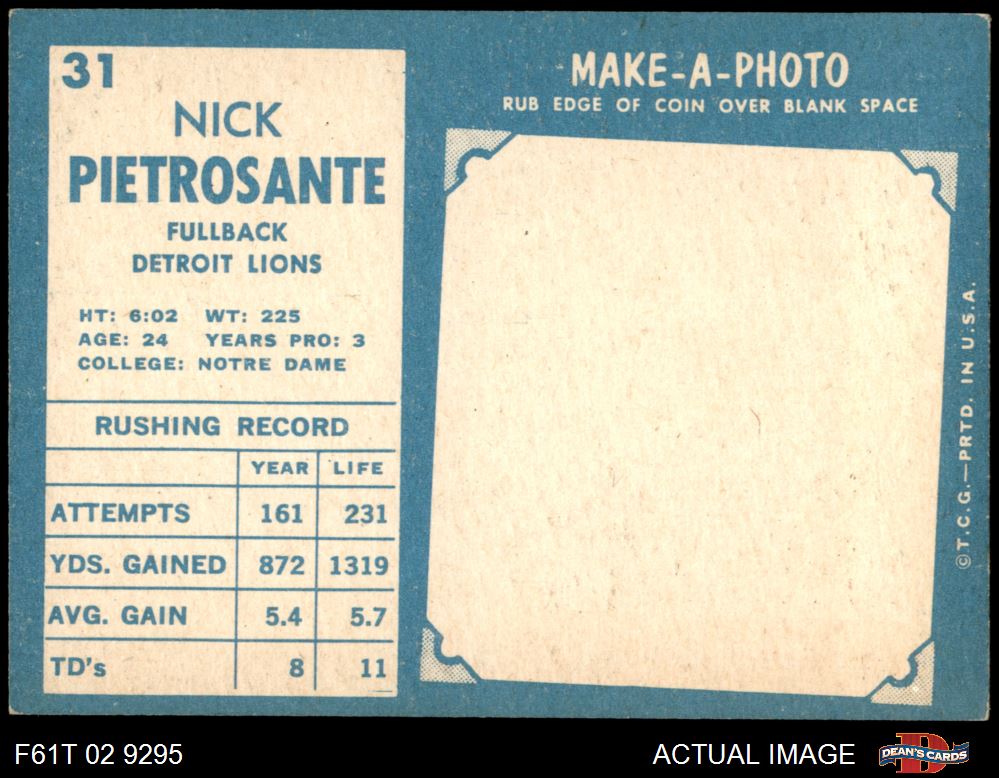 31
NICK
PIETROSANTE
FULLBACK
DETROIT LIONS
HT: 6:02 WT: 225
AGE: 24 YEARS PRO: 3
COLLEGE: NOTRE DAME
RUSHING RECORD
YEAR LIFE
ATTEMPTS 161 231
YDS. GAINED 872 1319
AVG. GAIN 5.4 5.7
TD's 8 11
MAKE-A-PHOTO
RUB EDGE OF COIN OVER BLANK SPACE
©T.C.G.—PRTD. IN U.S.A.
F61T 02 9295
ACTUAL IMAGE
D
DEAN'S CARDS